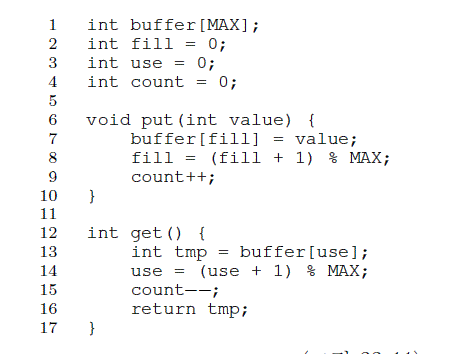 1 int buffer[MAX];
2 int fill = 0;
3 int use = 0;
4 int count = 0;
5
6 void put(int value) {
7 buffer[fill] = value;
8 fill = (fill + 1) % MAX;
9 count++;
10 }
11
12 int get() {
13 int tmp = buffer[use];
14 use = (use + 1) % MAX;
15 count--;
16 return tmp;
17 }